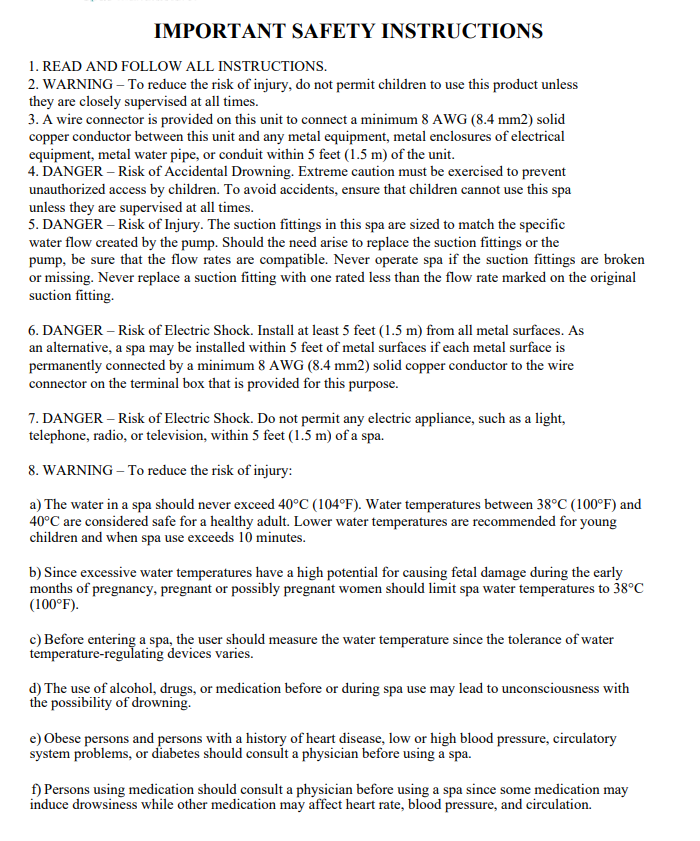 IMPORTANT SAFETY INSTRUCTIONS
1. READ AND FOLLOW ALL INSTRUCTIONS.
2. WARNING – To reduce the risk of injury, do not permit children to use this product unless
they are closely supervised at all times.
3. A wire connector is provided on this unit to connect a minimum 8 AWG (8.4 mm2) solid
copper conductor between this unit and any metal equipment, metal enclosures of electrical
equipment, metal water pipe, or conduit within 5 feet (1.5 m) of the unit.
4. DANGER – Risk of Accidental Drowning. Extreme caution must be exercised to prevent
unauthorized access by children. To avoid accidents, ensure that children cannot use this spa
unless they are supervised at all times.
5. DANGER – Risk of Injury. The suction fittings in this spa are sized to match the specific
water flow created by the pump. Should the need arise to replace the suction fittings or the
pump, be sure that the flow rates are compatible. Never operate spa if the suction fittings are broken
or missing. Never replace a suction fitting with one rated less than the flow rate marked on the original
suction fitting.
6. DANGER – Risk of Electric Shock. Install at least 5 feet (1.5 m) from all metal surfaces. As
an alternative, a spa may be installed within 5 feet of metal surfaces if each metal surface is
permanently connected by a minimum 8 AWG (8.4 mm2) solid copper conductor to the wire
connector on the terminal box that is provided for this purpose.
7. DANGER – Risk of Electric Shock. Do not permit any electric appliance, such as a light,
telephone, radio, or television, within 5 feet (1.5 m) of a spa.
8. WARNING – To reduce the risk of injury:
a) The water in a spa should never exceed 40°C (104°F). Water temperatures between 38°C (100°F) and
40°C are considered safe for a healthy adult. Lower water temperatures are recommended for young
children and when spa use exceeds 10 minutes.
b) Since excessive water temperatures have a high potential for causing fetal damage during the early
months of pregnancy, pregnant or possibly pregnant women should limit spa water temperatures to 38°C
(100°F).
c) Before entering a spa, the user should measure the water temperature since the tolerance of water
temperature-regulating devices varies.
d) The use of alcohol, drugs, or medication before or during spa use may lead to unconsciousness with
the possibility of drowning.
e) Obese persons and persons with a history of heart disease, low or high blood pressure, circulatory
system problems, or diabetes should consult a physician before using a spa.
f) Persons using medication should consult a physician before using a spa since some medication may
induce drowsiness while other medication may affect heart rate, blood pressure, and circulation.